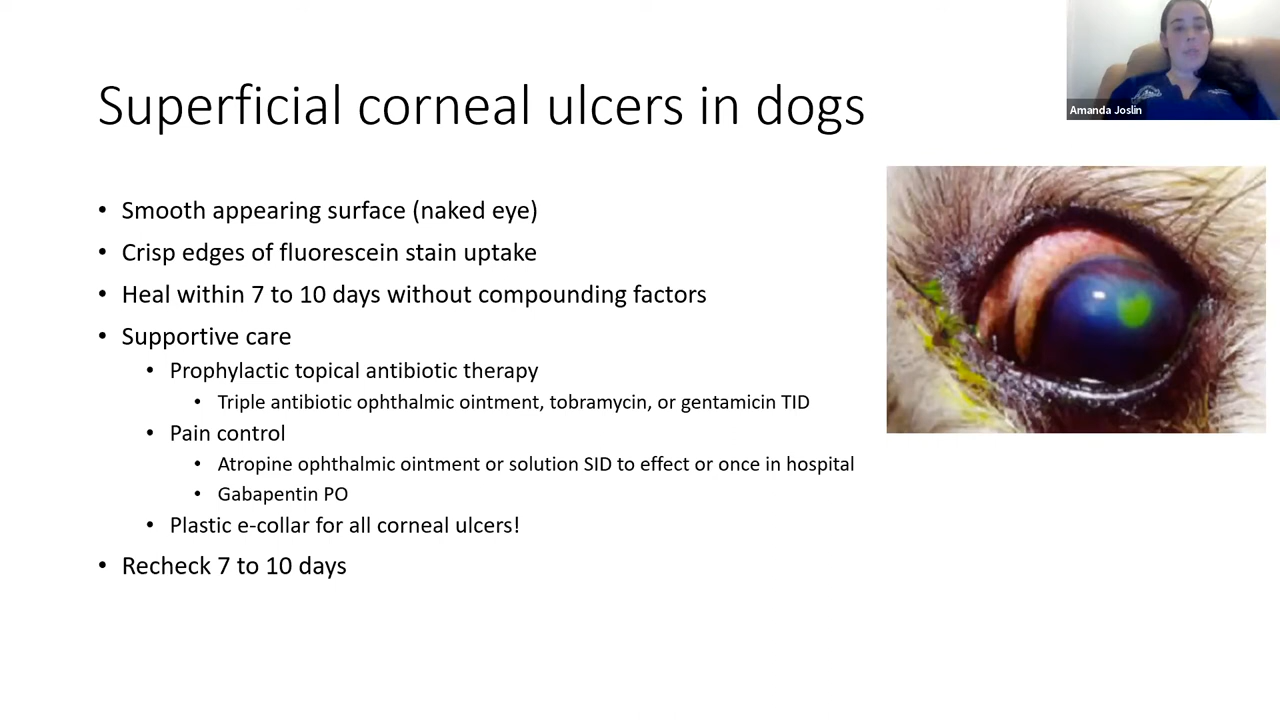 Superficial corneal ulcers in dogs
Amanda Joslin
• Smooth appearing surface (naked eye)
• Crisp edges of fluorescein stain uptake
• Heal within 7 to 10 days without compounding factors
• Supportive care
• Prophylactic topical antibiotic therapy
• Triple antibiotic ophthalmic ointment, tobramycin, or gentamicin TID
• Pain control
• Atropine ophthalmic ointment or solution SID to effect or once in hospital
• Gabapentin PO
• Plastic e-collar for all corneal ulcers!
• Recheck 7 to 10 days